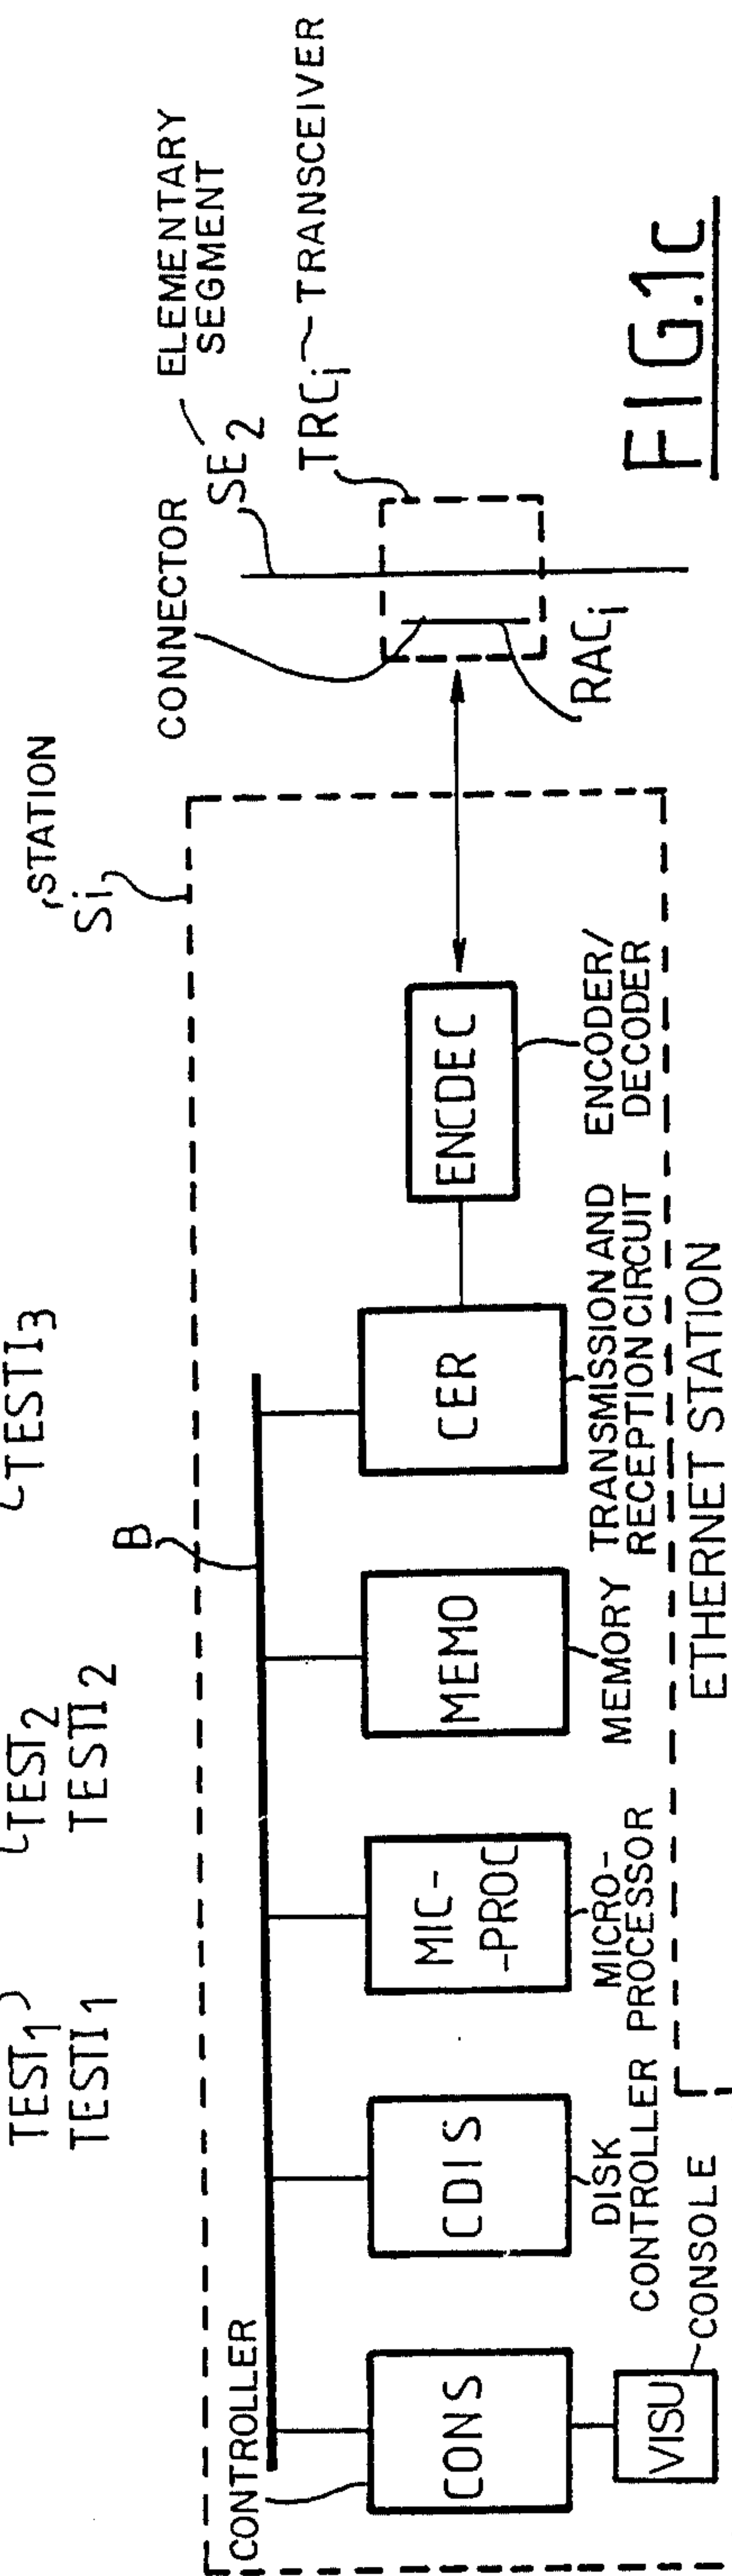 TEST1
TESTI1
TEST2
TESTI2
TESTI3
STATION
Si
CONNECTOR
SE2
ELEMENTARY
SEGMENT
TRCi
TRANSCEIVER
RACi
B
CONTROLLER
CONS
CDIS
MIC-
-PROC
MEMO
CER
ENCDEC
DISK
CONTROLLER
MICRO-
PROCESSOR
MEMORY
TRANSMISSION AND
RECEPTION CIRCUIT
ENCODER/
DECODER
VISU
CONSOLE
ETHERNET STATION
FIG.1C